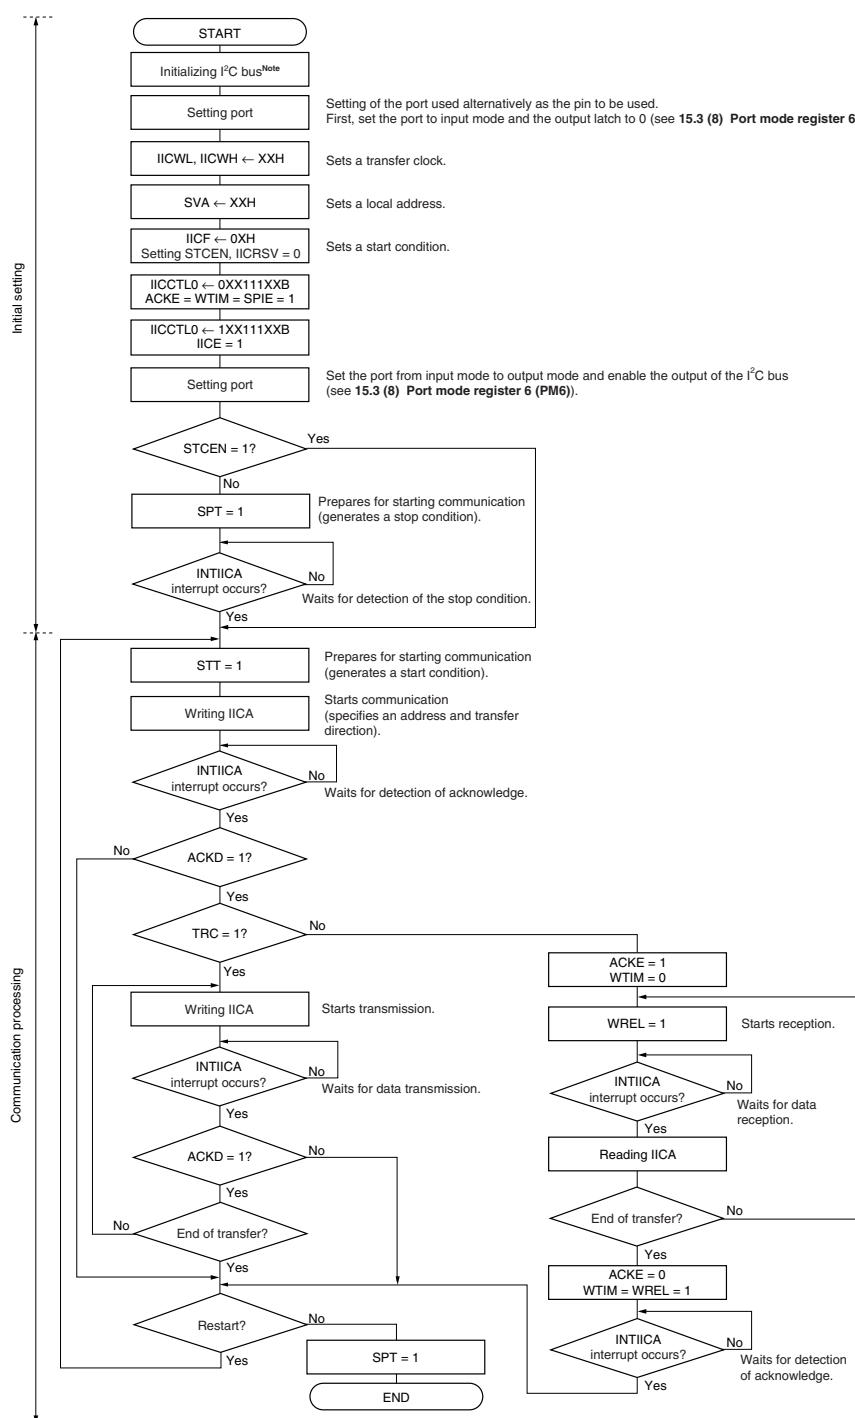 START
Initializing I²C busNote
Setting port
Setting of the port used alternatively as the pin to be used.
First, set the port to input mode and the output latch to 0 (see 15.3 (8) Port mode register 6
IICWL, IICWH ← XXH
Sets a transfer clock.
SVA ← XXH
Sets a local address.
IICF ← 0XH
Setting STCEN, IICRSV = 0
Sets a start condition.
Initial setting
IICCTL0 ← 0XX111XXB
ACKE = WTIM = SPIE = 1
IICCTL0 ← 1XX111XXB
IICE = 1
Setting port
Set the port from input mode to output mode and enable the output of the I²C bus
(see 15.3 (8) Port mode register 6 (PM6)).
STCEN = 1?
Yes
No
SPT = 1
Prepares for starting communication
(generates a stop condition).
INTIICA
interrupt occurs?
No
Waits for detection of the stop condition.
Yes
STT = 1
Prepares for starting communication
(generates a start condition).
Writing IICA
Starts communication
(specifies an address and transfer
direction).
INTIICA
interrupt occurs?
No
Waits for detection of acknowledge.
Yes
No
ACKD = 1?
Yes
TRC = 1?
No
Yes
Communication processing
Writing IICA
Starts transmission.
INTIICA
interrupt occurs?
No
Waits for data transmission.
Yes
ACKD = 1?
No
Yes
No
End of transfer?
Yes
Restart?
No
Yes
SPT = 1
END
ACKE = 1
WTIM = 0
WREL = 1
Starts reception.
INTIICA
interrupt occurs?
No
Waits for data
reception.
Yes
Reading IICA
End of transfer?
No
Yes
ACKE = 0
WTIM = WREL = 1
INTIICA
interrupt occurs?
No
Waits for detection
of acknowledge.
Yes